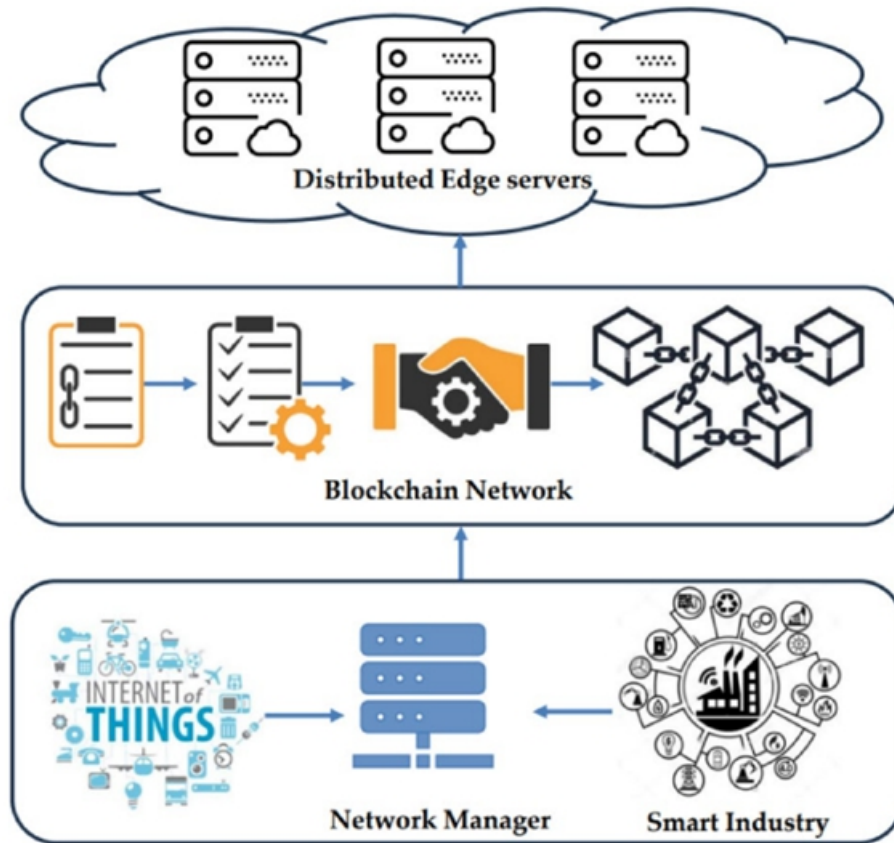 Distributed Edge servers
Blockchain Network
INTERNET of
THINGS
Network Manager
Smart Industry